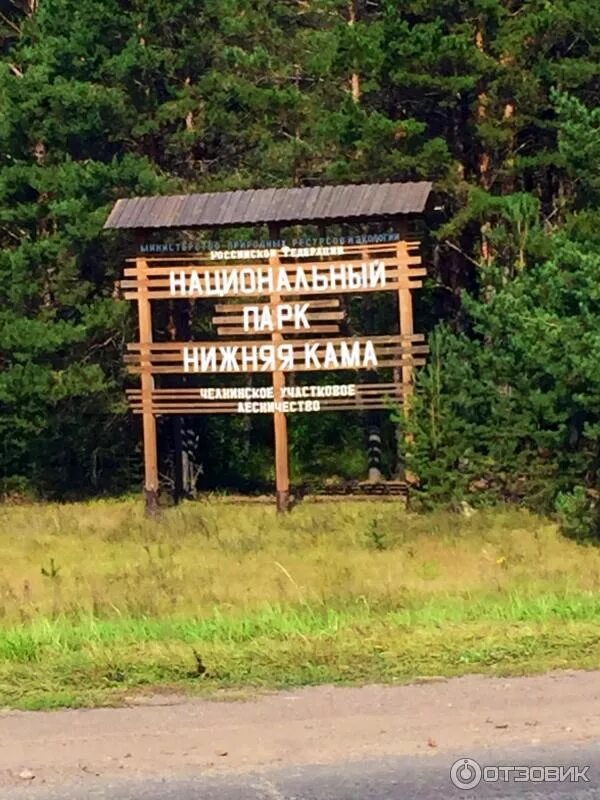 МИНИСТЕРСТВО ПРИРОДНЫХ РЕСУРСОВ И ЭКОЛОГИИ
РОССИЙСКОЙ ФЕДЕРАЦИИ
НАЦИОНАЛЬНЫЙ
ПАРК
НИЖНЯЯ КАМА
ЧЕЛНИНСКОЕ УЧАСТКОВОЕ
ЛЕСНИЧЕСТВО
ОТЗОВИК